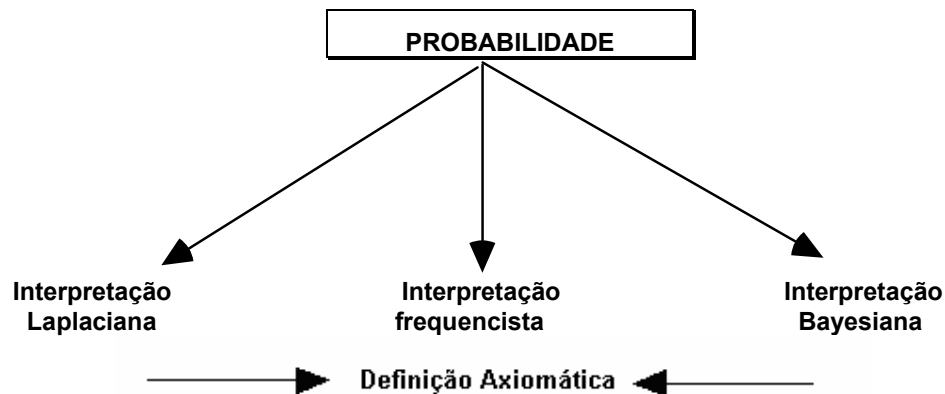 PROBABILIDADE
Interpretação
Laplaciana
Interpretação
frequencista
Interpretação
Bayesiana
Definição Axiomática